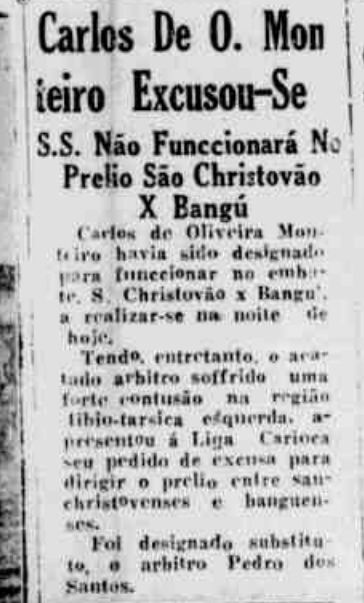 Carlos De O. Mon
teiro Excusou-Se
S.S. Não Funccionará No
Prelio São Christovão
X Bangú
Carlos de Oliveira Mon-
teiro havia sido designado
para funccionar no emba-
te, S. Christovão x Bangu',
a realizar-se na noite de
hoje.
Tendo, entretanto, o aca-
tado arbitro soffrido uma
forte contusão na região
tibio-tarsica esquerda, a-
presentou á Liga Carioca
seu pedido de excusa para
dirigir o prelio entre san-
christovenses e banguen-
ses.
Foi designado substitu-
to, o arbitro Pedro dos
Santos.